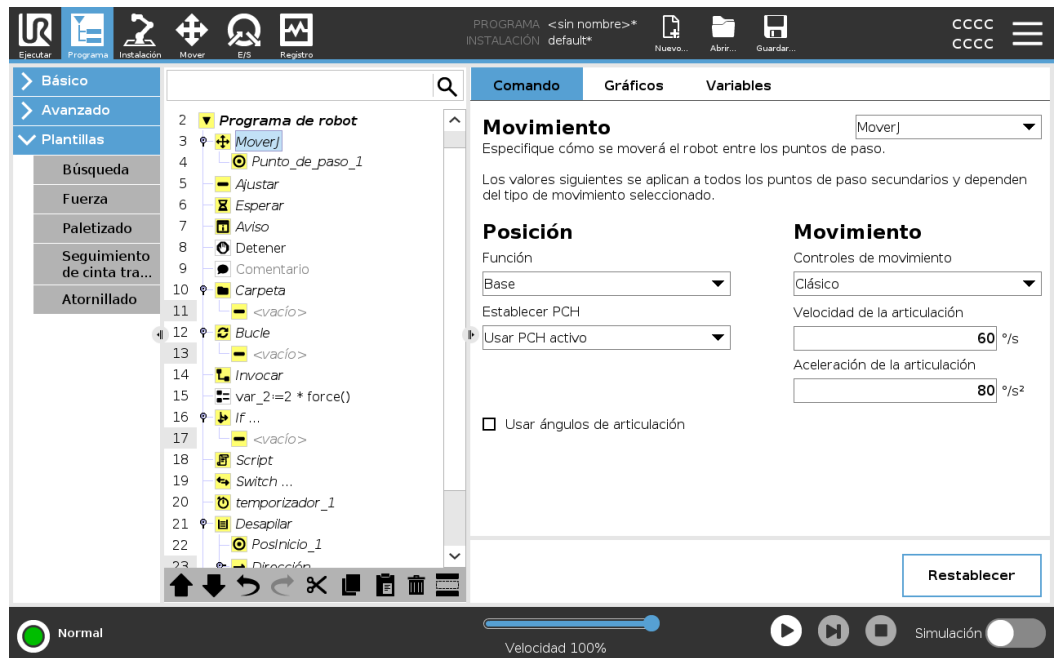 PROGRAMA <sin nombre>*
INSTALACIÓN default*
Ejecutar
Programa
Instalación
Mover
E/S
Registro
Nuevo...
Abrir...
Guardar...
CCCC
CCCC
Básico
Avanzado
Plantillas
Búsqueda
Fuerza
Paletizado
Seguimiento
de cinta tra...
Atornillado
2 Programa de robot
3 MoverJ
4 Punto_de_paso_1
5 Ajustar
6 Esperar
7 Aviso
8 Detener
9 Comentario
10 Carpeta
11 <vacío>
12 Bucle
13 <vacío>
14 Invocar
15 var_2:=2 * force()
16 If ...
17 <vacío>
18 Script
19 Switch ...
20 temporizador_1
21 Desapilar
22 PosInicio_1
23 Dirección
Comando
Gráficos
Variables
Movimiento
MoverJ
Especifique cómo se moverá el robot entre los puntos de paso.
Los valores siguientes se aplican a todos los puntos de paso secundarios y dependen
del tipo de movimiento seleccionado.
Posición
Función
Base
Establecer PCH
Usar PCH activo
Usar ángulos de articulación
Movimiento
Controles de movimiento
Clásico
Velocidad de la articulación
60 °/s
Aceleración de la articulación
80 °/s²
Restablecer
Normal
Velocidad 100%
Simulación